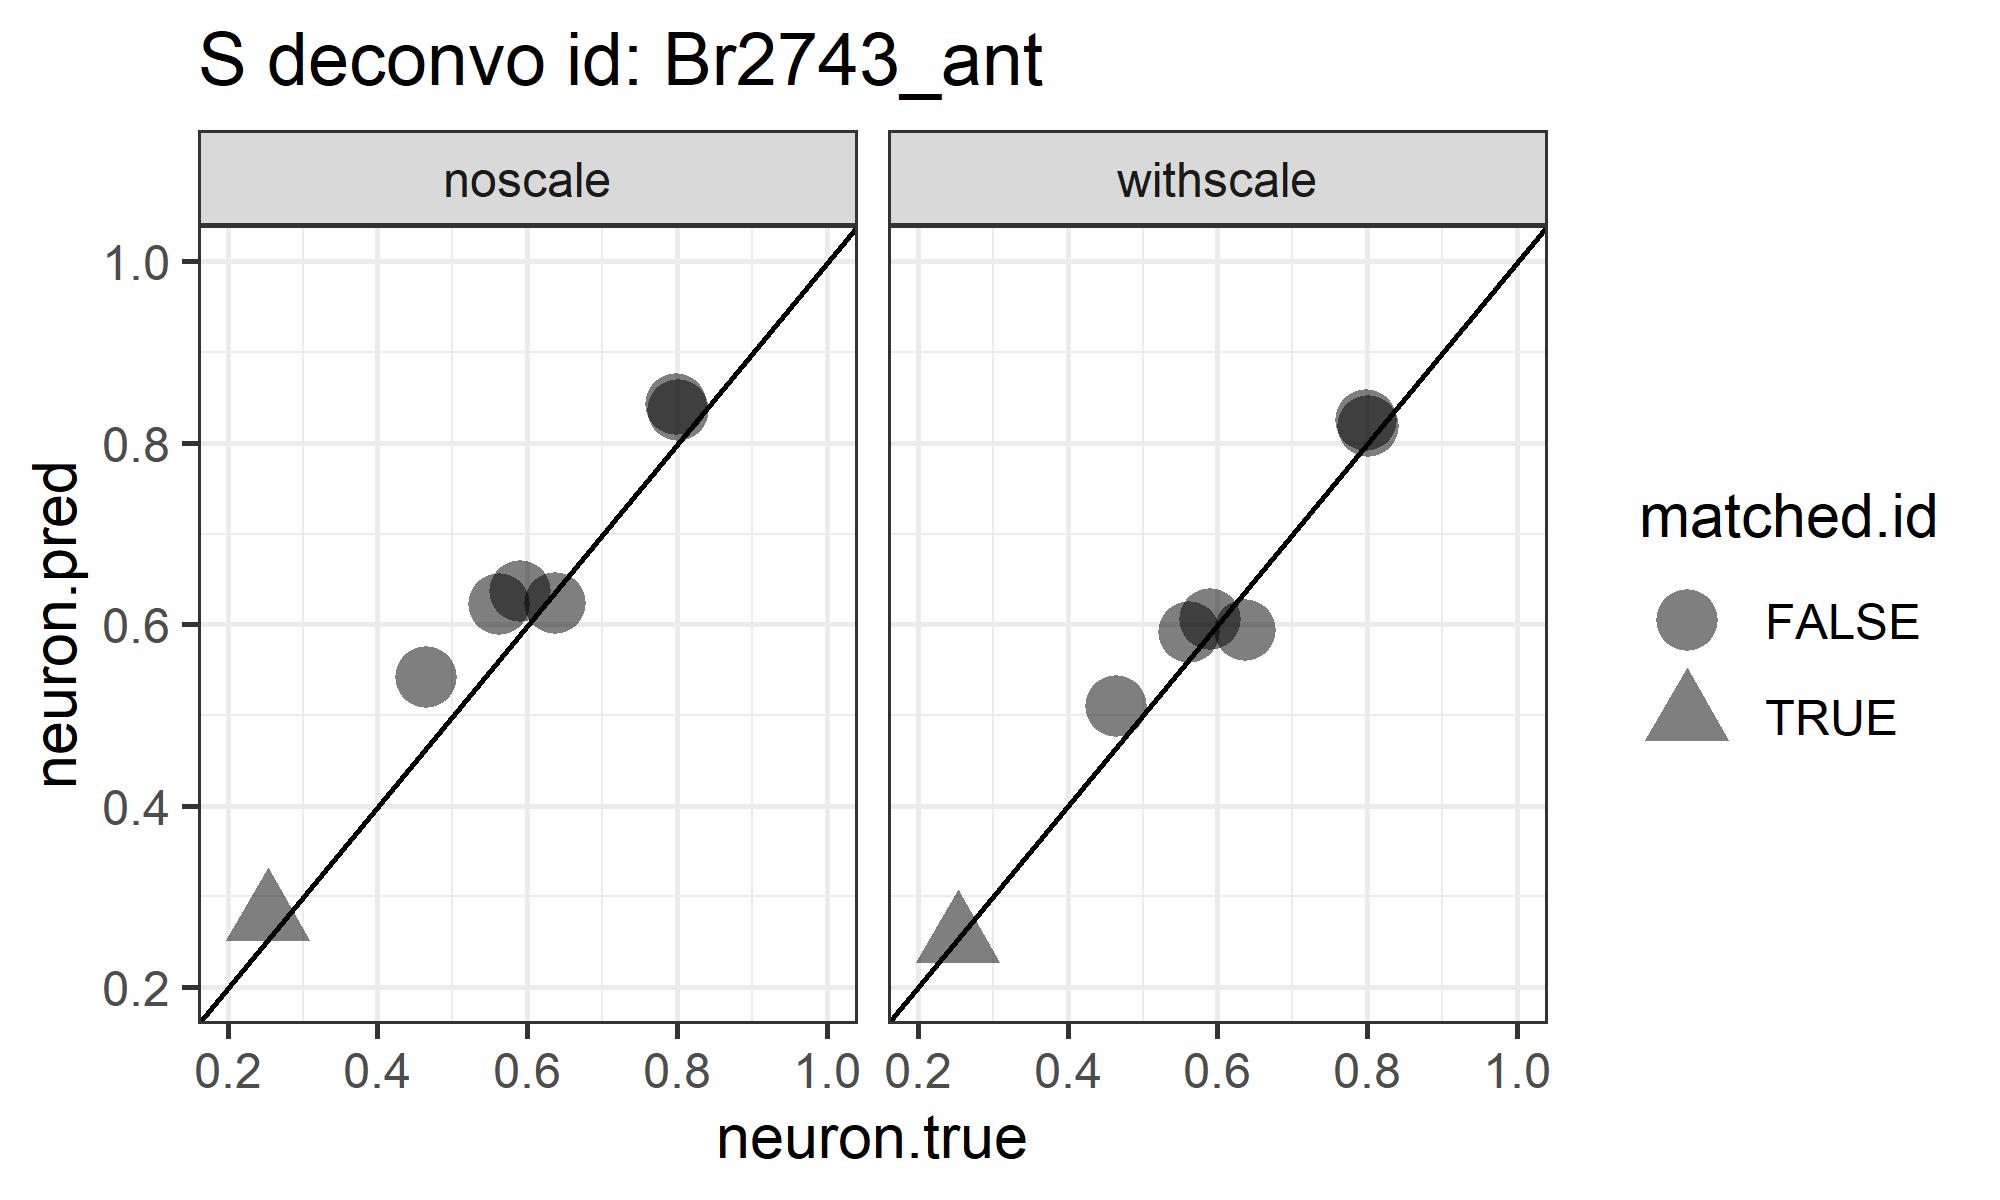 S deconvo id: Br2743_ant
noscale
withscale
neuron.pred
1.0
0.8
0.6
0.4
0.2
0.2 0.4 0.6 0.8 1.0
0.2 0.4 0.6 0.8 1.0
neuron.true
matched.id
FALSE
TRUE